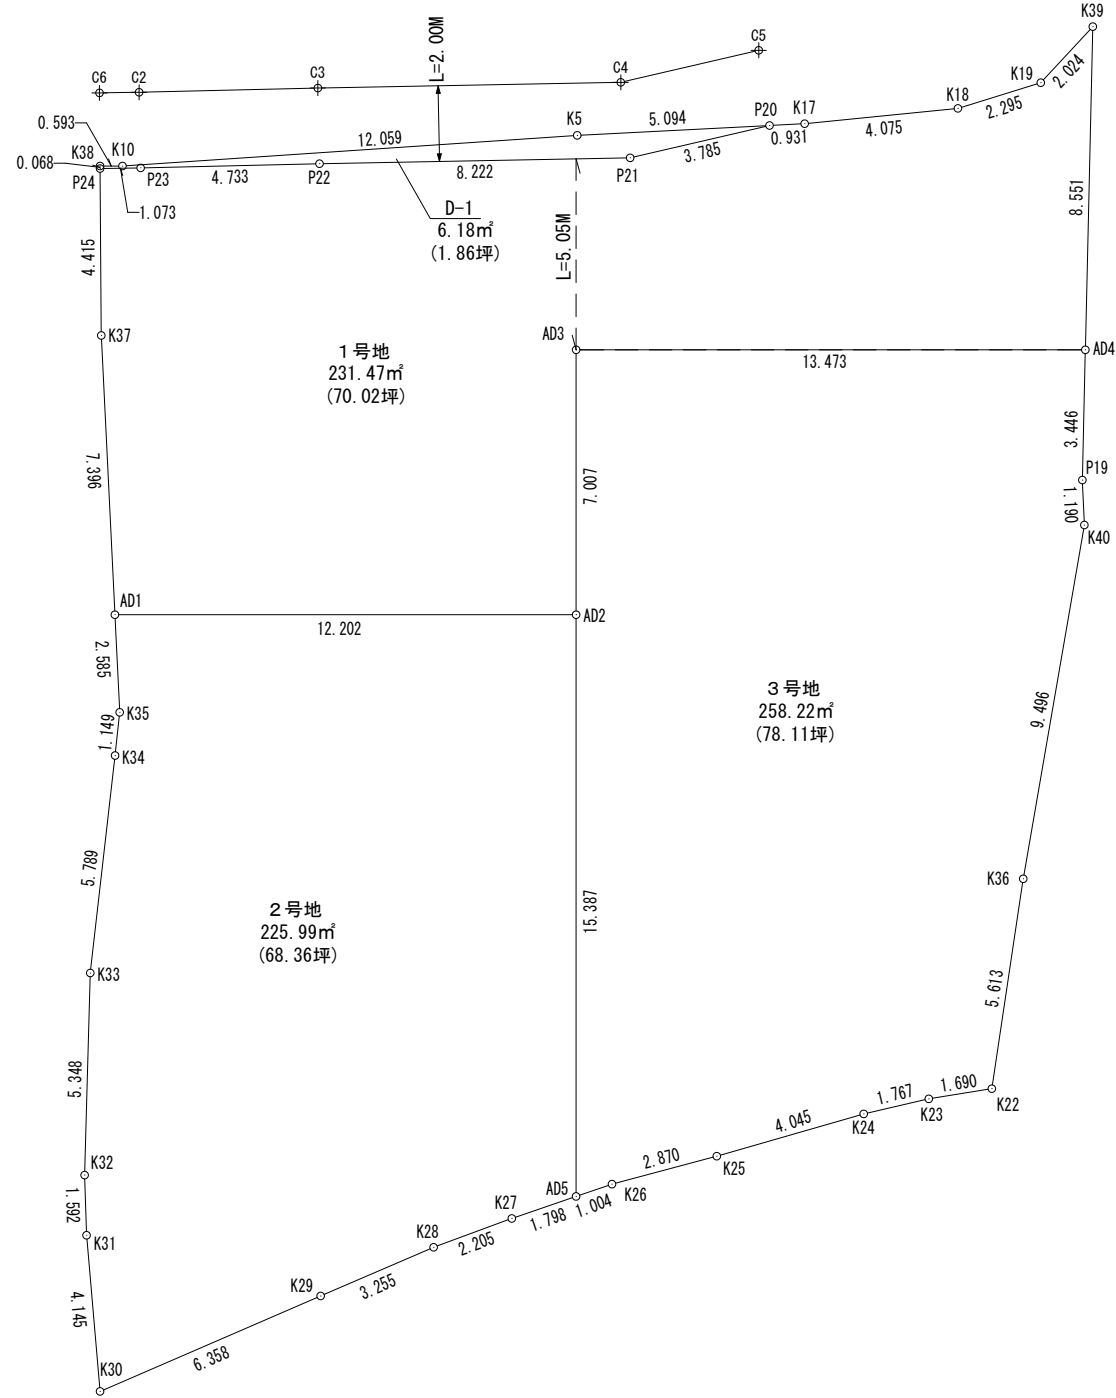 K39
C5
L=2.00M
C6
C2
C3
C4
K19
2.024
K18
2.295
0.593
K5
5.094
P20
K17
4.075
12.059
0.931
K38
K10
0.068
3.785
P24
P23
4.733
P22
8.222
P21
1.073
D-1
6.18㎡
(1.86坪)
8.551
4.415
L=5.05M
K37
AD3
AD4
13.473
1号地
231.47㎡
(70.02坪)
3.446
7.396
7.007
P19
1.190
K40
AD1
AD2
12.202
2.585
3号地
258.22㎡
(78.11坪)
K35
1.149
K34
9.496
5.789
K36
15.387
2号地
225.99㎡
(68.36坪)
K33
5.613
5.348
K22
1.690
K23
1.767
K24
4.045
K25
2.870
K32
K26
AD5
1.004
1.592
K27
1.798
K31
K28
2.205
K29
3.255
4.145
6.358
K30